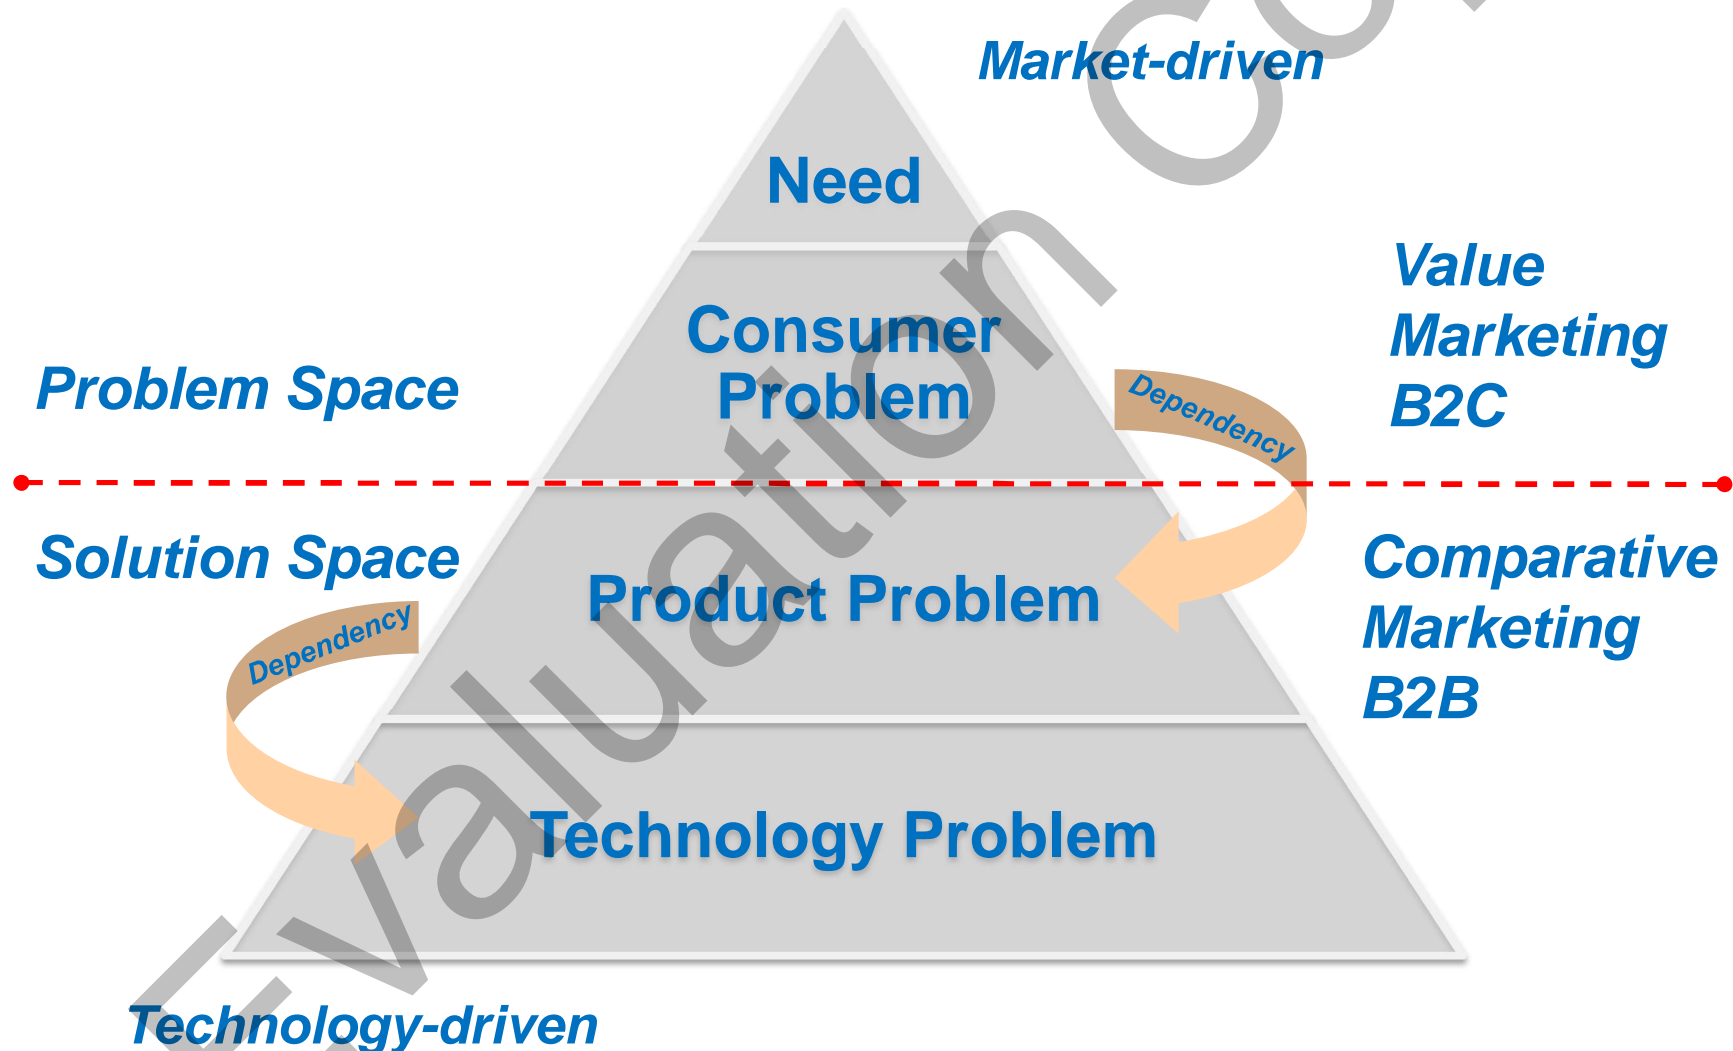 Market-driven
Need
Consumer
Problem
Value
Marketing
B2C
Problem Space
Dependency
Solution Space
Product Problem
Comparative
Marketing
B2B
Dependency
Technology Problem
Technology-driven
Evaluation Co